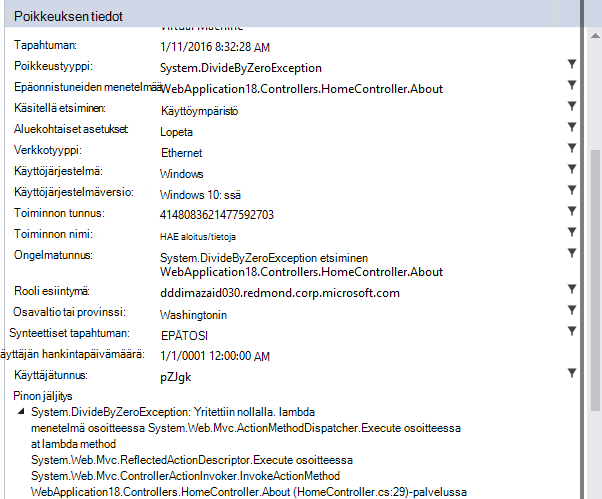 Poikkeuksen tiedot
Virtual Machine
Tapahtuman: 1/11/2016 8:32:28 AM
Poikkeustyyppi: System.DivideByZeroException
Epäonnistuneiden menetelmää: WebApplication18.Controllers.HomeController.About
Käsitellä etsiminen: Käyttöympäristö
Aluekohtaiset asetukset: Lopeta
Verkkotyyppi: Ethernet
Käyttöjärjestelmä: Windows
Käyttöjärjestelmäversio: Windows 10: ssä
Toiminnon tunnus: 4148083621477592703
Toiminnon nimi: HAE aloitus/tietoja
Ongelmatunnus: System.DivideByZeroException etsiminen
WebApplication18.Controllers.HomeController.About
Rooli esiintymä: dddimazaid030.redmond.corp.microsoft.com
Osavaltio tai provinssi: Washingtonin
Synteettiset tapahtuman: EPÄTOSI
äyttäjän hankintapäivämäärä: 1/1/0001 12:00:00 AM
Käyttäjätunnus: pZJgk
Pinon jäljitys
System.DivideByZeroException: Yritettiin nollalla. lambda
menetelmä osoitteessa System.Web.Mvc.ActionMethodDispatcher.Execute osoitteessa
at lambda method
System.Web.Mvc.ReflectedActionDescriptor.Execute osoitteessa
System.Web.Mvc.ControllerActionInvoker.InvokeActionMethod
WebApplication18.Controllers.HomeController.About (HomeController.cs:29)-palvelussa